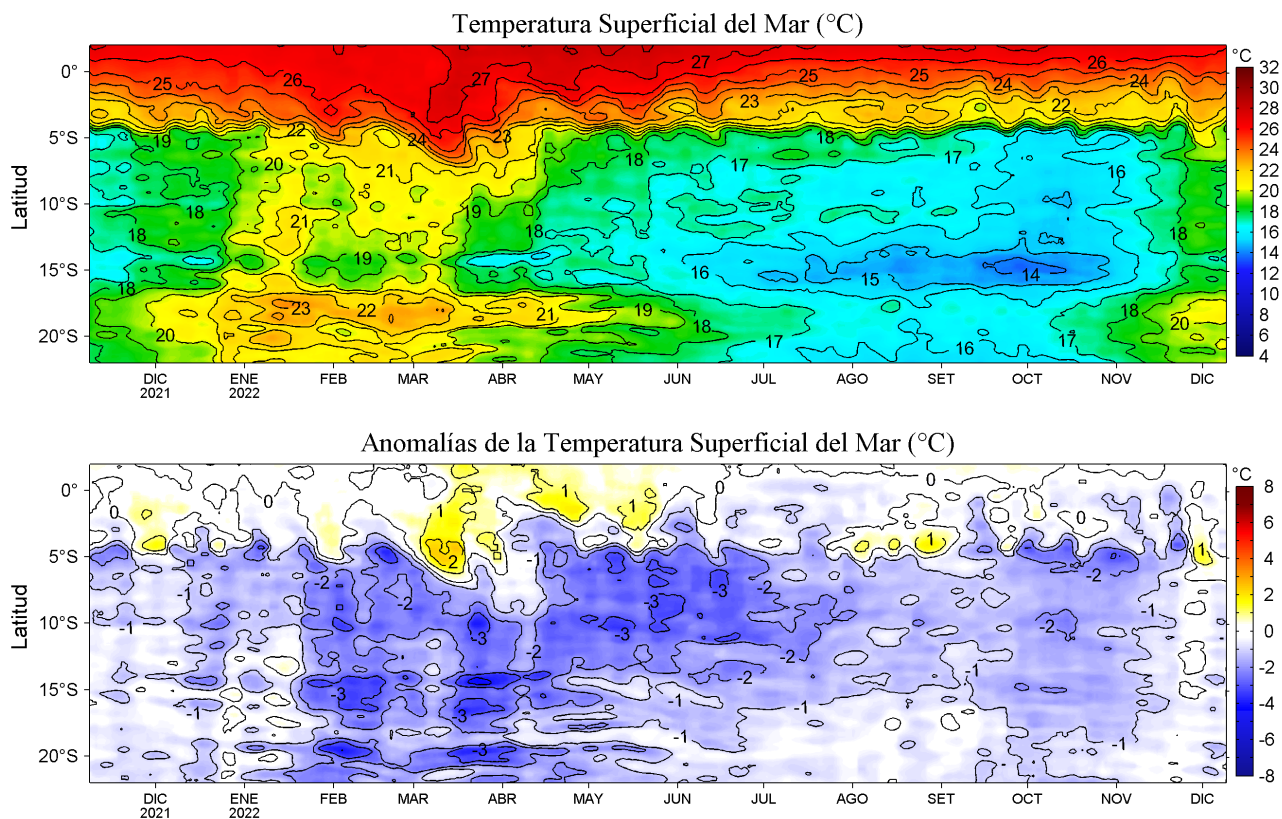 Temperatura Superficial del Mar (°C)
°C
32
30
28
26
24
22
20
18
16
14
12
10
8
6
4
Latitud
0°
5°S
10°S
15°S
20°S
25 26 27 27 25 25 24 26 24
23 22
19 22 24 23 18 18
20 21 18 17 17 16
18 21 19 18
18 19 16 15 14 18
18 23 22 21 19 18 18
20 17 16 17 20
DIC ENE FEB MAR ABR MAY JUN JUL AGO SET OCT NOV DIC
2021 2022
Anomalías de la Temperatura Superficial del Mar (°C)
°C
8
6
4
2
0
-2
-4
-6
-8
Latitud
0°
5°S
10°S
15°S
20°S
0 0 1 1 1 0 0
2 -1 1 1
-2 -2 -3 -3 -2
-1 -1 -3 -2 -2 -1
-3 -2 -2 -2 -1
-1 -3 -3 -1 -1 -1 -1
-3
DIC ENE FEB MAR ABR MAY JUN JUL AGO SET OCT NOV DIC
2021 2022